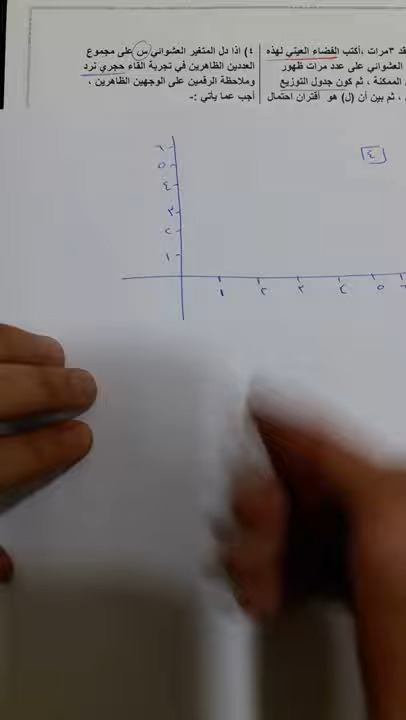 قد ٣مرات ،أكتب الفضاء العيني لهذه
العشوائي على عدد مرات ظهور
الممكنة ، ثم كون جدول التوزيع
، ثم بين أن (ل) هو أقتران احتمال
٤) اذا دل المتغير العشوائي س على مجموع
العددين الظاهرين في تجربة القاء حجري نرد
وملاحظة الرقمين على الوجهين الظاهرين ،
أجب عما يأتي :-
٤
٦
٥
٤
٣
٢
١
١ ٢ ٣ ٤ ٥ ٦